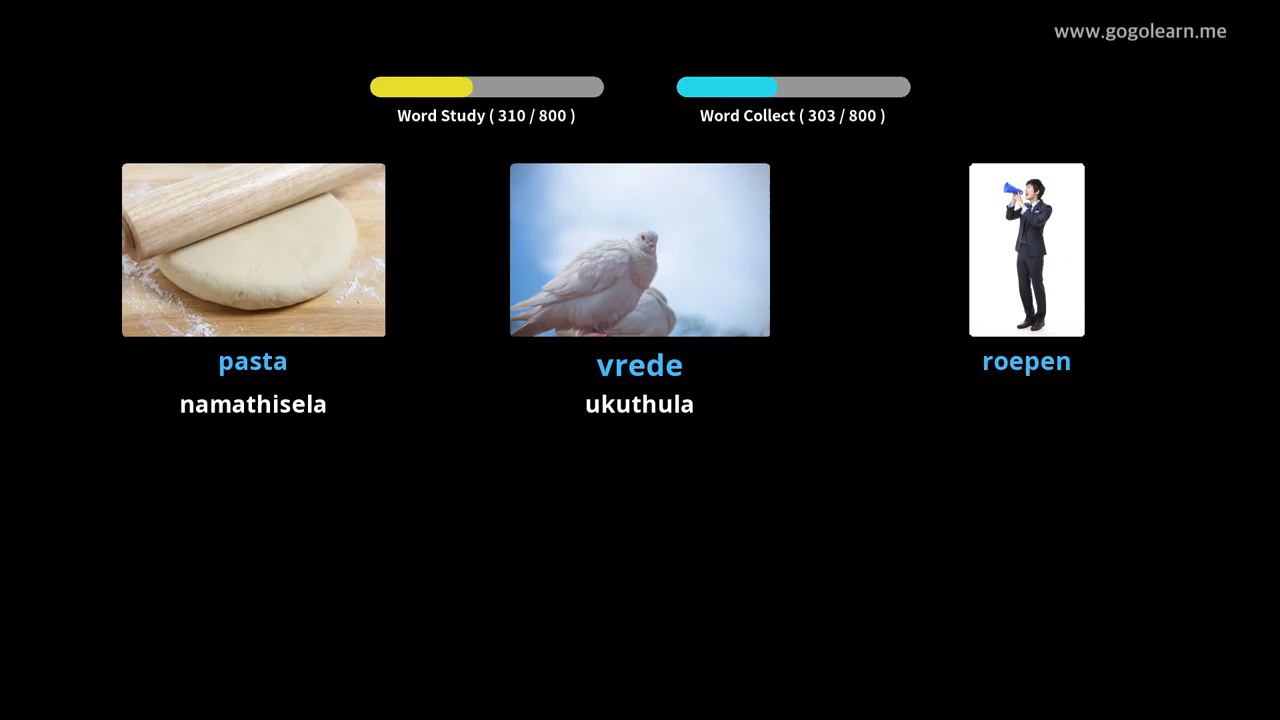 www.gogolearn.me
Word Study ( 310 / 800 )
Word Collect ( 303 / 800 )
pasta
vrede
roepen
namathisela
ukuthula